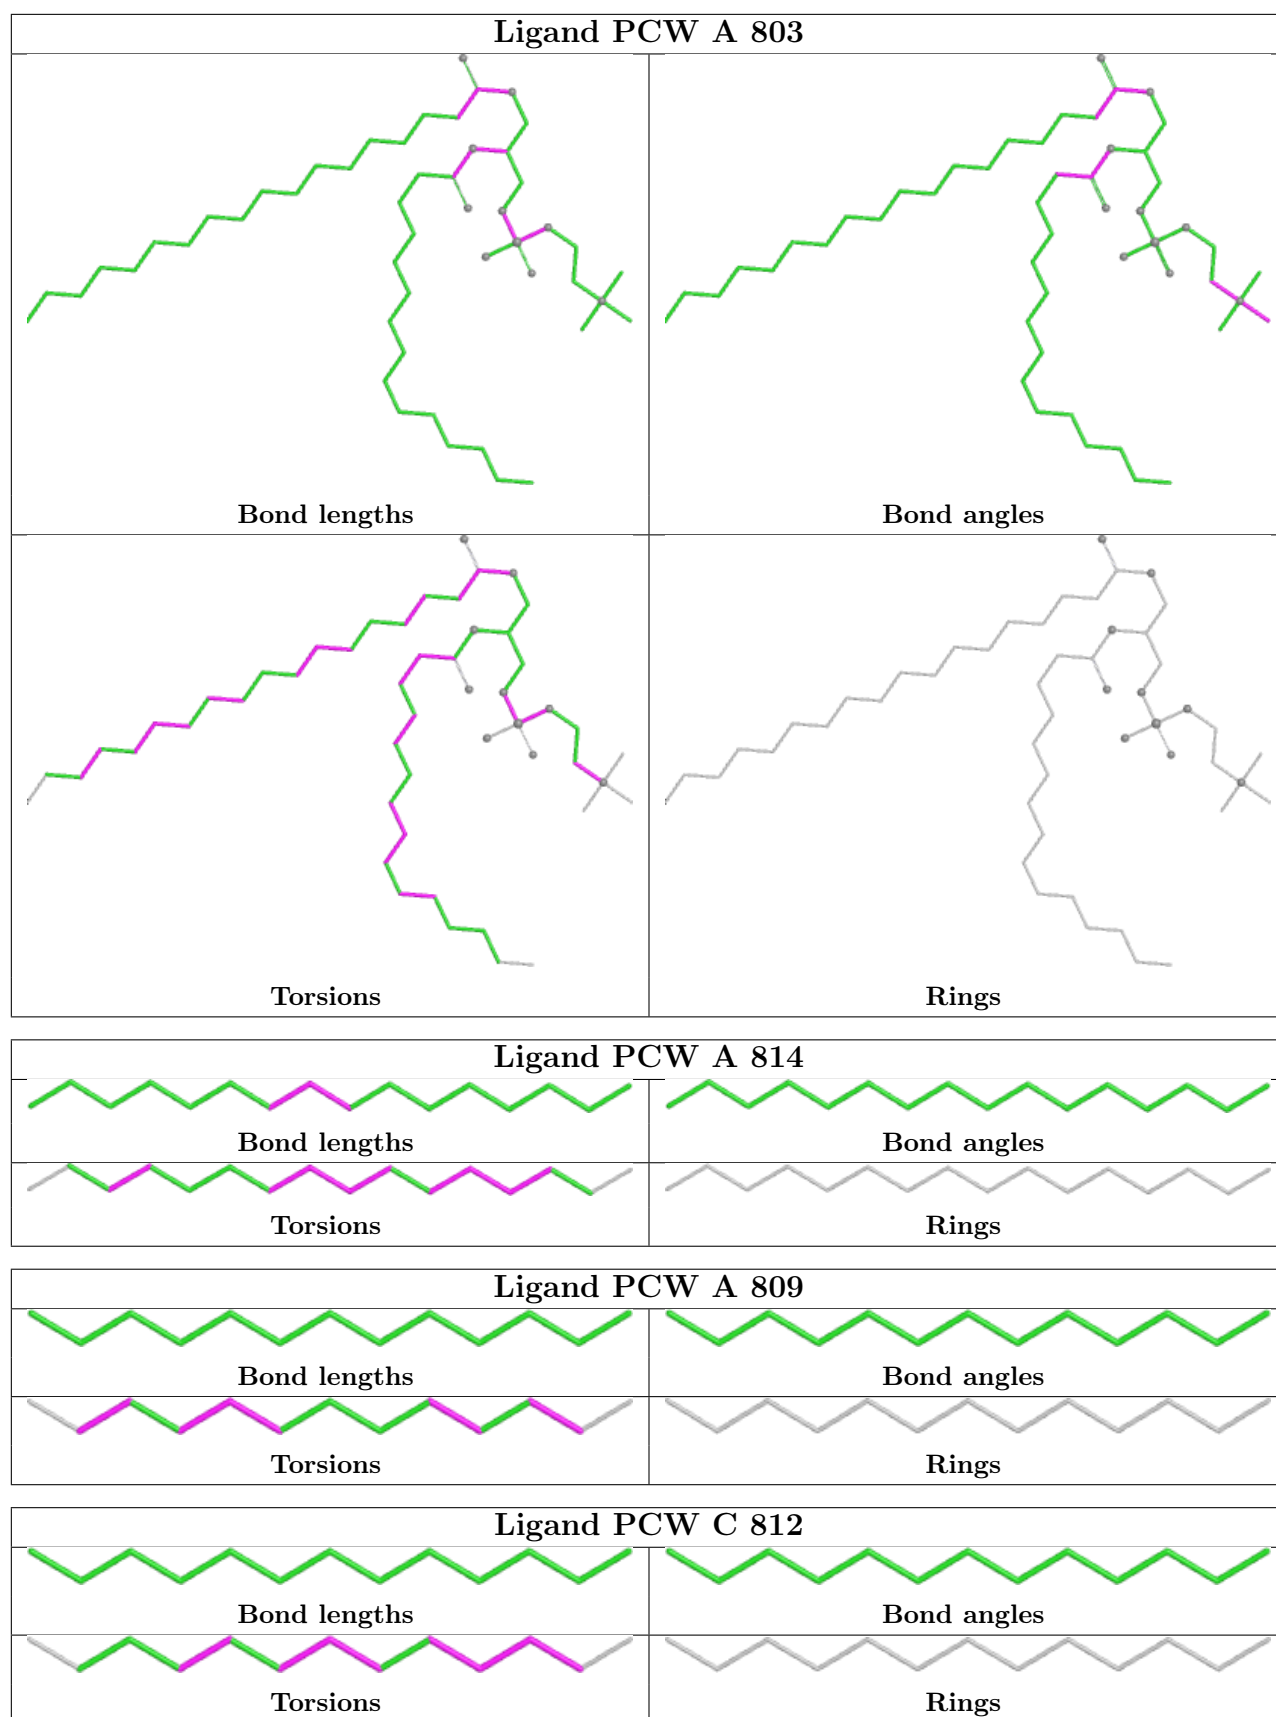 Ligand PCW A 803
Bond lengths
Bond angles
Torsions
Rings
Ligand PCW A 814
Bond lengths
Bond angles
Torsions
Rings
Ligand PCW A 809
Bond lengths
Bond angles
Torsions
Rings
Ligand PCW C 812
Bond lengths
Bond angles
Torsions
Rings